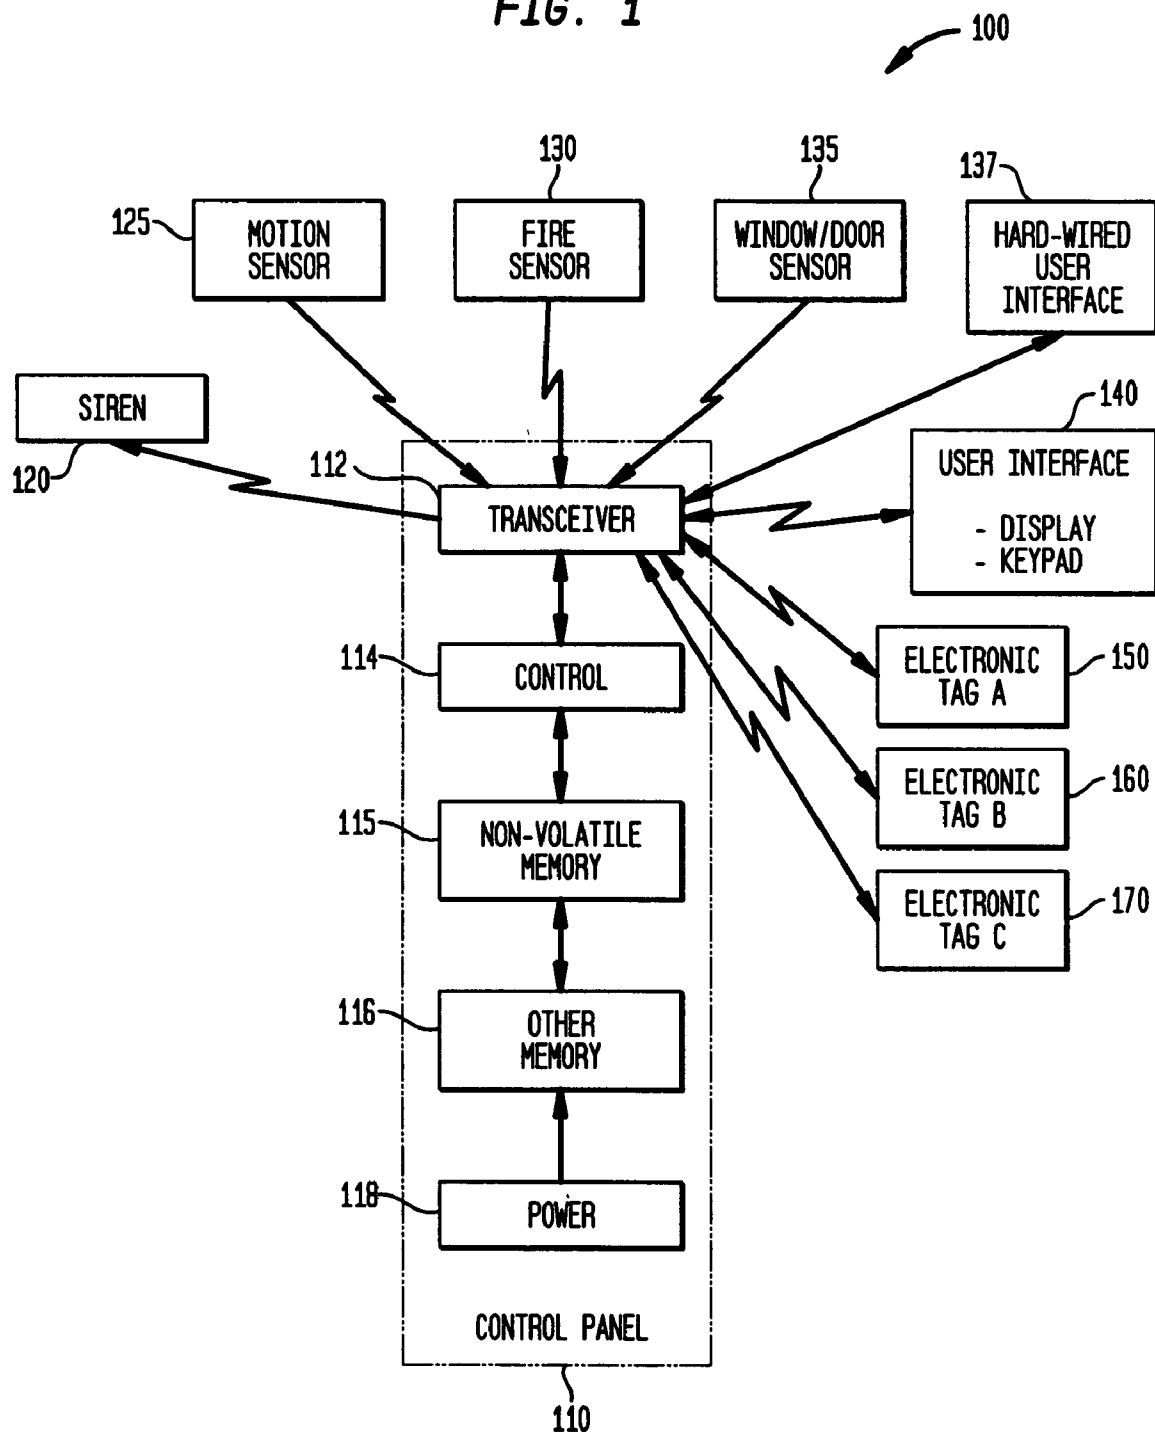 FIG. 1
100
130
135
137
125
MOTION
SENSOR
FIRE
SENSOR
WINDOW/DOOR
SENSOR
HARD-WIRED
USER
INTERFACE
SIREN
120
112
TRANSCEIVER
140
USER INTERFACE
- DISPLAY
- KEYPAD
114
CONTROL
ELECTRONIC
TAG A
150
ELECTRONIC
TAG B
160
115
NON-VOLATILE
MEMORY
ELECTRONIC
TAG C
170
116
OTHER
MEMORY
118
POWER
CONTROL PANEL
110